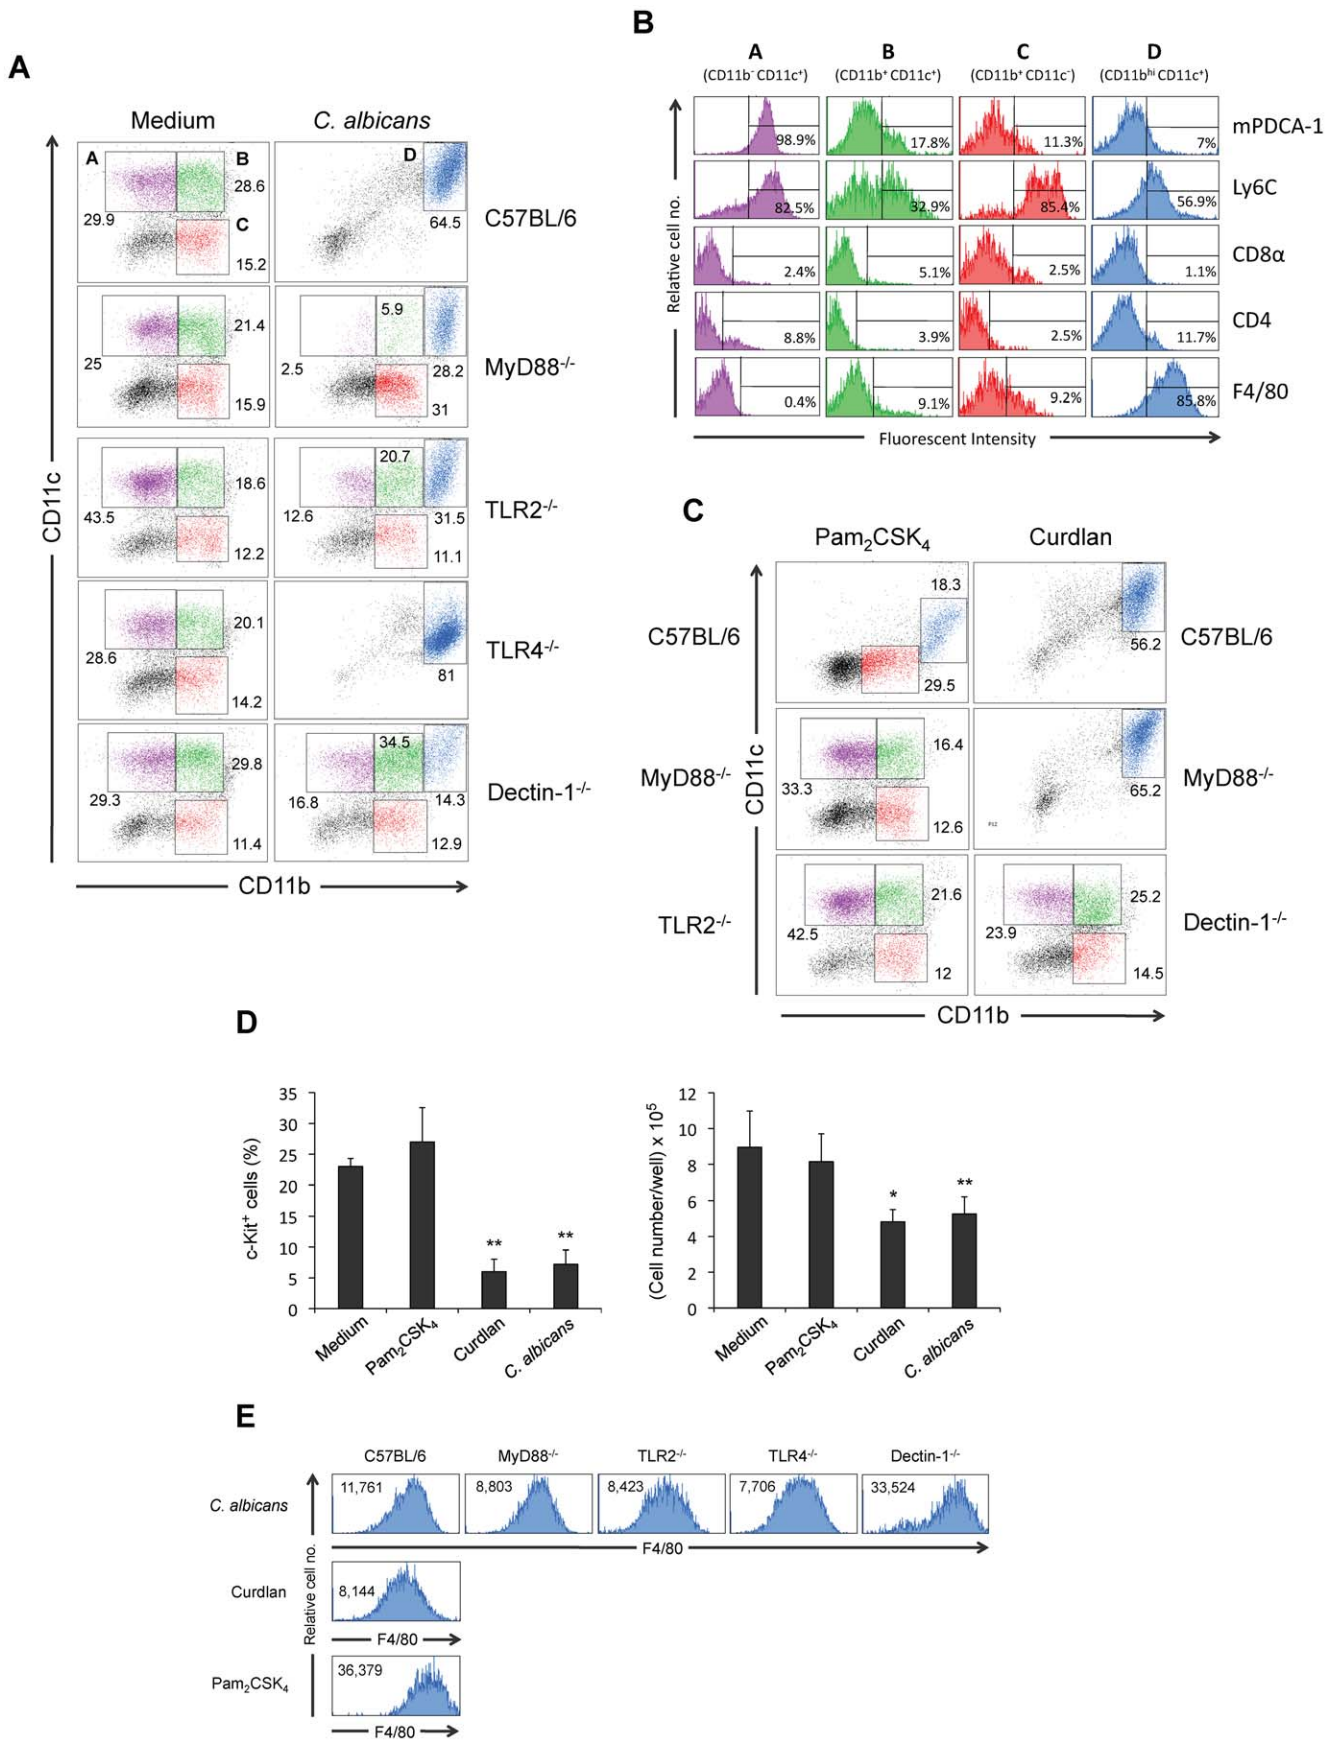 A
Medium
C. albicans
A
B
28.6
29.9
C
15.2
D
64.5
C57BL/6
21.4
25
15.9
5.9
2.5
28.2
31
MyD88-/-
18.6
43.5
12.2
20.7
12.6
31.5
11.1
TLR2-/-
20.1
28.6
14.2
81
TLR4-/-
29.8
29.3
11.4
34.5
16.8
14.3
12.9
Dectin-1-/-
CD11c
CD11b
B
A
B
C
D
(CD11b- CD11c+)
(CD11b+ CD11c+)
(CD11b+ CD11c-)
(CD11bhi CD11c+)
98.9%
17.8%
11.3%
7%
mPDCA-1
82.5%
32.9%
85.4%
56.9%
Ly6C
2.4%
5.1%
2.5%
1.1%
CD8α
8.8%
3.9%
2.5%
11.7%
CD4
0.4%
9.1%
9.2%
85.8%
F4/80
Relative cell no.
Fluorescent Intensity
C
Pam2CSK4
Curdlan
C57BL/6
18.3
29.5
56.2
C57BL/6
MyD88-/-
16.4
33.3
12.6
65.2
P12
MyD88-/-
TLR2-/-
21.6
42.5
12
25.2
23.9
14.5
Dectin-1-/-
CD11c
CD11b
D
c-Kit+ cells (%)
35
30
25
20
15
10
5
0
**
**
Medium
Pam2CSK4
Curdlan
C. albicans
(Cell number/well) x 105
12
10
8
6
4
2
0
*
**
Medium
Pam2CSK4
Curdlan
C. albicans
E
C57BL/6
MyD88-/-
TLR2-/-
TLR4-/-
Dectin-1-/-
C. albicans
11,761
8,803
8,423
7,706
33,524
F4/80
Relative cell no.
Curdlan
8,144
F4/80
Pam2CSK4
36,379
F4/80